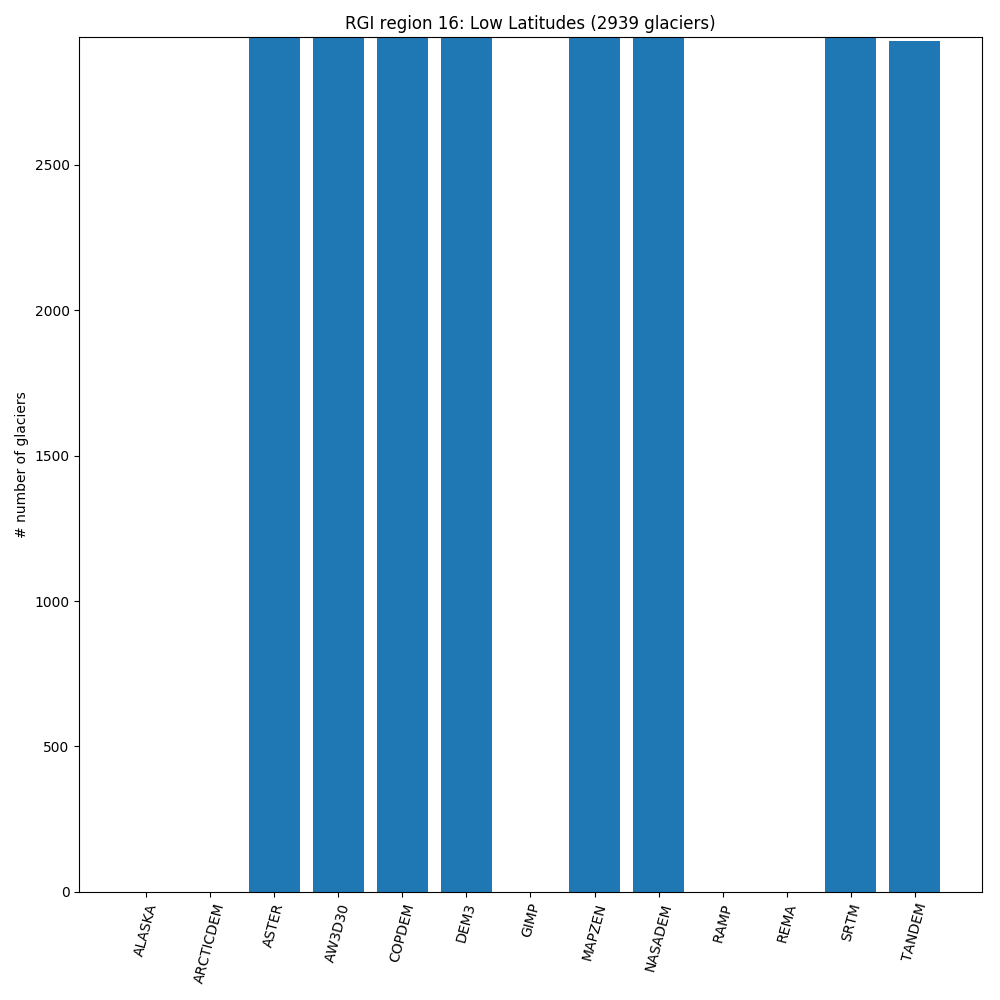 RGI region 16: Low Latitudes (2939 glaciers)
# number of glaciers
2500
2000
1500
1000
500
0
ALASKA
ARCTICDEM
ASTER
AW3D30
COPDEM
DEM3
GIMP
MAPZEN
NASADEM
RAMP
REMA
SRTM
TANDEM